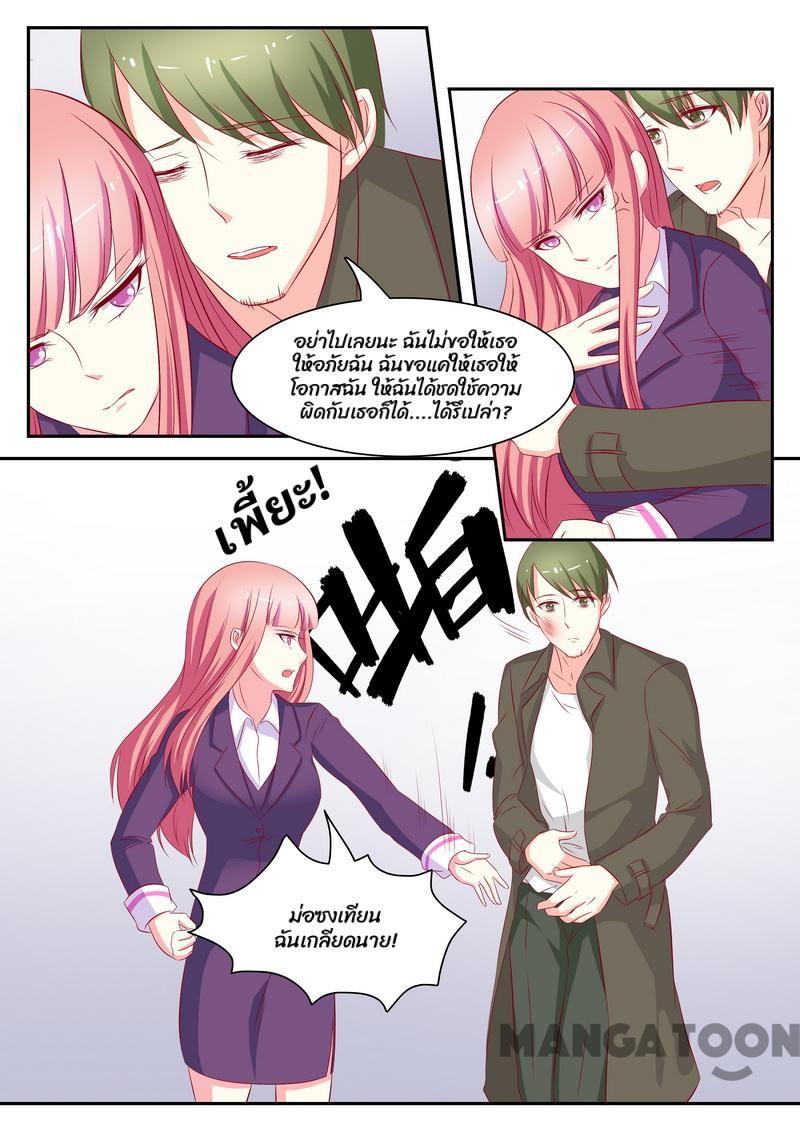 อย่าไปเลยนะ ฉันไม่ขอให้เธอ
ให้อภัยฉัน ฉันขอแค่ให้เธอให้
โอกาสฉัน ให้ฉันได้ชดใช้ความ
ผิดกับเธอก็ได้....ได้รึเปล่า?
เพี้ยะ!
啪!
ม่อซงเทียน
ฉันเกลียดนาย!
MANGATOON